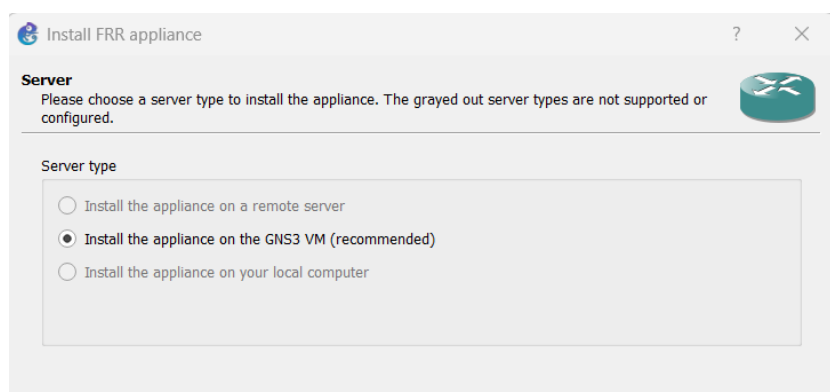 Install FRR appliance
Server
Please choose a server type to install the appliance. The grayed out server types are not supported or
configured.
Server type
Install the appliance on a remote server
Install the appliance on the GNS3 VM (recommended)
Install the appliance on your local computer